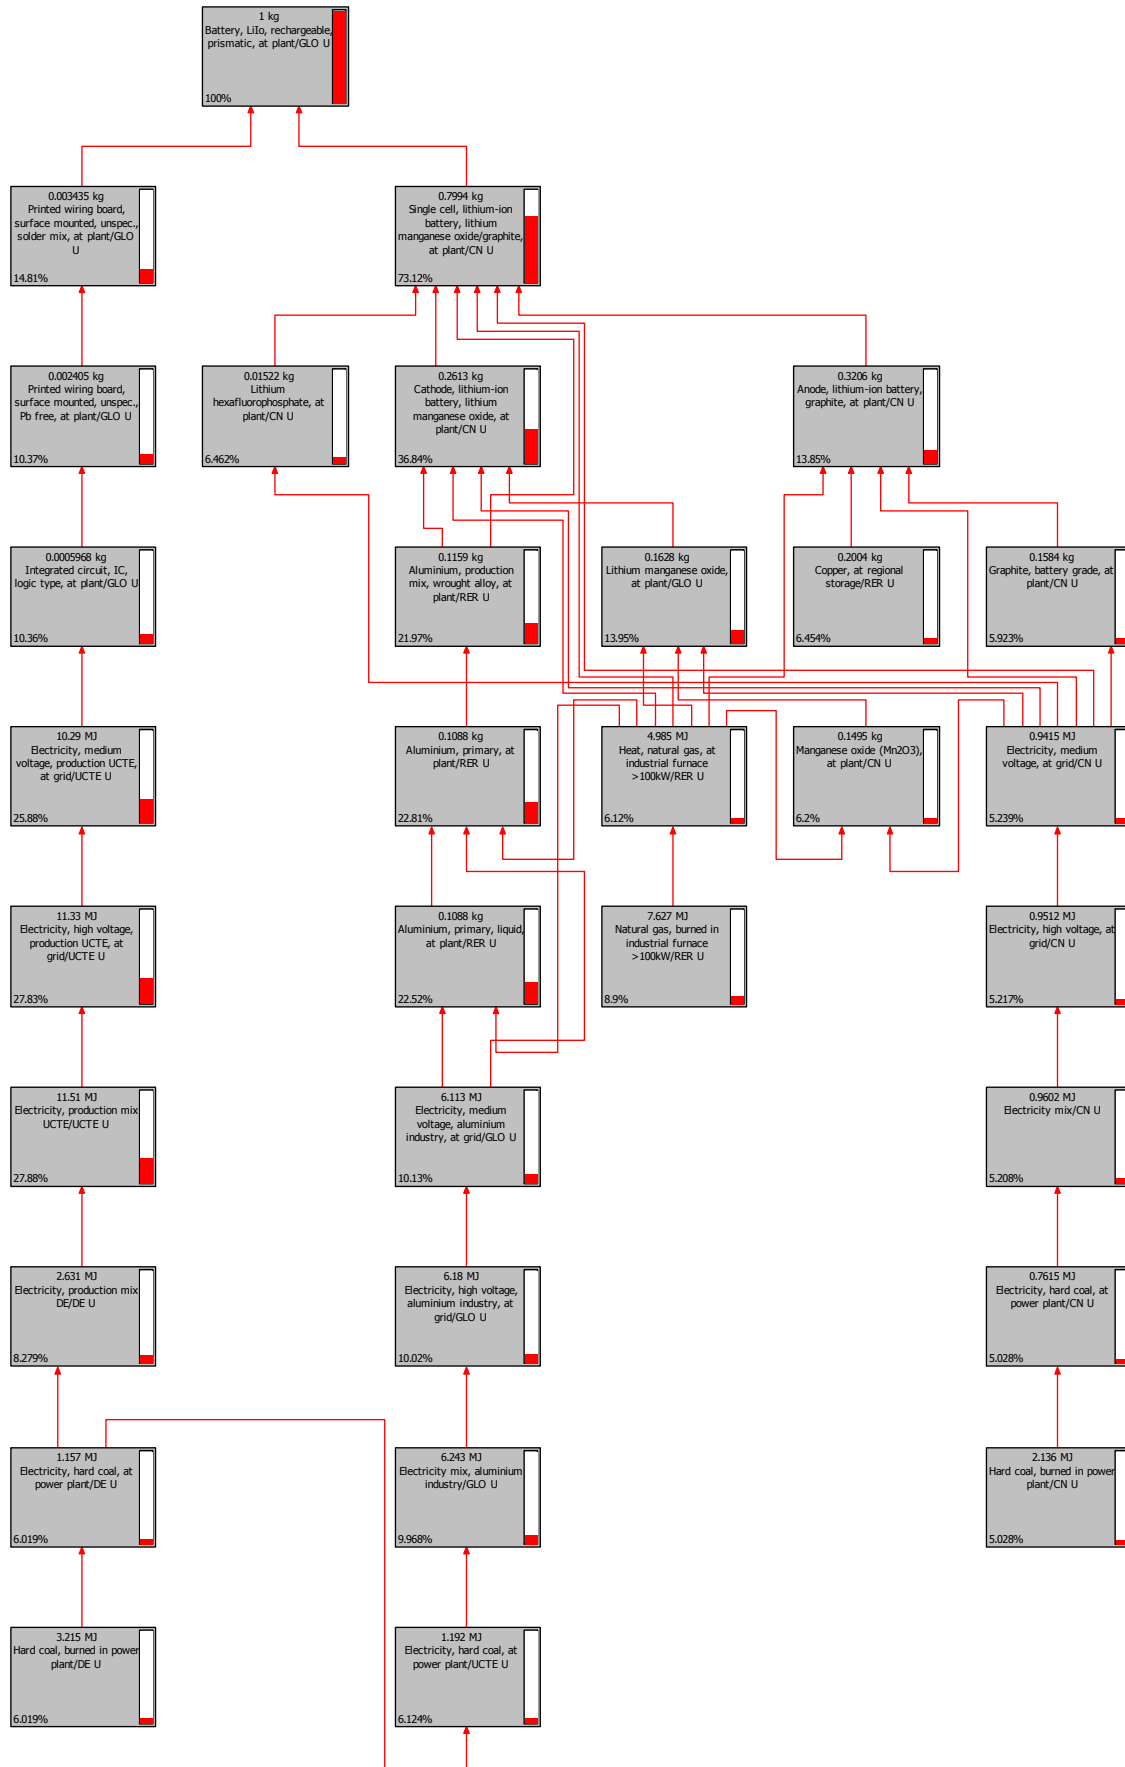 1 kg
Battery, LiIo, rechargeable,
prismatic, at plant/GLO U
100%
0.003435 kg
Printed wiring board,
surface mounted, unspec.,
solder mix, at plant/GLO
U
14.81%
0.7994 kg
Single cell, lithium-ion
battery, lithium
manganese oxide/graphite,
at plant/CN U
73.12%
0.002405 kg
Printed wiring board,
surface mounted, unspec.,
Pb free, at plant/GLO U
10.37%
0.01522 kg
Lithium
hexafluorophosphate, at
plant/CN U
6.462%
0.2613 kg
Cathode, lithium-ion
battery, lithium
manganese oxide, at
plant/CN U
36.84%
0.3206 kg
Anode, lithium-ion battery,
graphite, at plant/CN U
13.85%
0.0005968 kg
Integrated circuit, IC,
logic type, at plant/GLO U
10.36%
0.1159 kg
Aluminium, production
mix, wrought alloy, at
plant/RER U
21.97%
0.1628 kg
Lithium manganese oxide,
at plant/GLO U
13.95%
0.2004 kg
Copper, at regional
storage/RER U
6.454%
0.1584 kg
Graphite, battery grade, at
plant/CN U
5.923%
10.29 MJ
Electricity, medium
voltage, production UCTE,
at grid/UCTE U
25.88%
0.1088 kg
Aluminium, primary, at
plant/RER U
22.81%
4.985 MJ
Heat, natural gas, at
industrial furnace
>100kW/RER U
6.12%
0.1495 kg
Manganese oxide (Mn2O3),
at plant/CN U
6.2%
0.9415 MJ
Electricity, medium
voltage, at grid/CN U
5.239%
11.33 MJ
Electricity, high voltage,
production UCTE, at
grid/UCTE U
27.83%
0.1088 kg
Aluminium, primary, liquid,
at plant/RER U
22.52%
7.627 MJ
Natural gas, burned in
industrial furnace
>100kW/RER U
8.9%
0.9512 MJ
Electricity, high voltage, at
grid/CN U
5.217%
11.51 MJ
Electricity, production mix
UCTE/UCTE U
27.88%
6.113 MJ
Electricity, medium
voltage, aluminium
industry, at grid/GLO U
10.13%
0.9602 MJ
Electricity mix/CN U
5.208%
2.631 MJ
Electricity, production mix
DE/DE U
8.279%
6.18 MJ
Electricity, high voltage,
aluminium industry, at
grid/GLO U
10.02%
0.7615 MJ
Electricity, hard coal, at
power plant/CN U
5.028%
1.157 MJ
Electricity, hard coal, at
power plant/DE U
6.019%
6.243 MJ
Electricity mix, aluminium
industry/GLO U
9.968%
2.136 MJ
Hard coal, burned in power
plant/CN U
5.028%
3.215 MJ
Hard coal, burned in power
plant/DE U
6.019%
1.192 MJ
Electricity, hard coal, at
power plant/UCTE U
6.124%